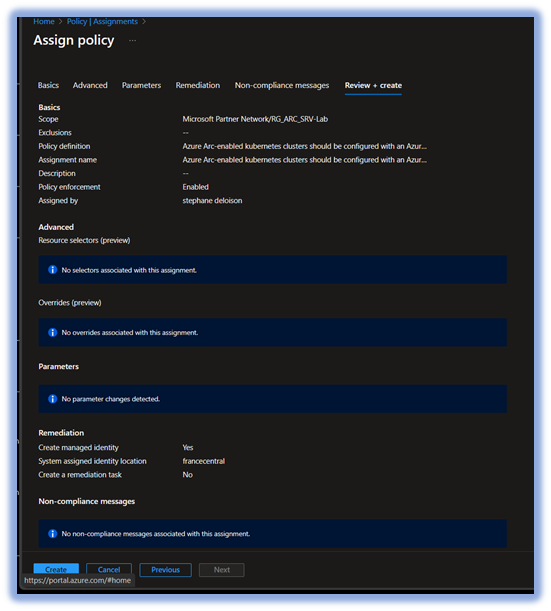 Home > Policy | Assignments >
Assign policy ...
Basics Advanced Parameters Remediation Non-compliance messages Review + create
Basics
Scope Microsoft Partner Network/RG_ARC_SRV-Lab
Exclusions --
Policy definition Azure Arc-enabled kubernetes clusters should be configured with an Azur...
Assignment name Azure Arc-enabled kubernetes clusters should be configured with an Azur...
Description --
Policy enforcement Enabled
Assigned by stephane deloison
Advanced
Resource selectors (preview)
No selectors associated with this assignment.
Overrides (preview)
No overrides associated with this assignment.
Parameters
No parameter changes detected.
Remediation
Create managed identity Yes
System assigned identity location francecentral
Create a remediation task No
Non-compliance messages
No non-compliance messages associated with this assignment.
Create Cancel Previous Next
https://portal.azure.com/#home